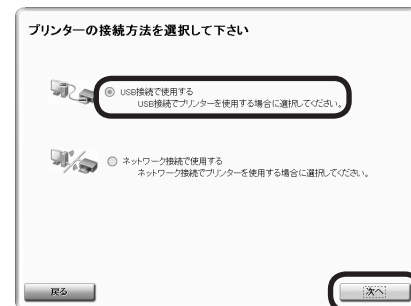 プリンターの接続方法を選択して下さい
USB接続で使用する
USB接続でプリンターを使用する場合に選択してください。
ネットワーク接続で使用する
ネットワーク接続でプリンターを使用する場合に選択してください。
戻る
次へ